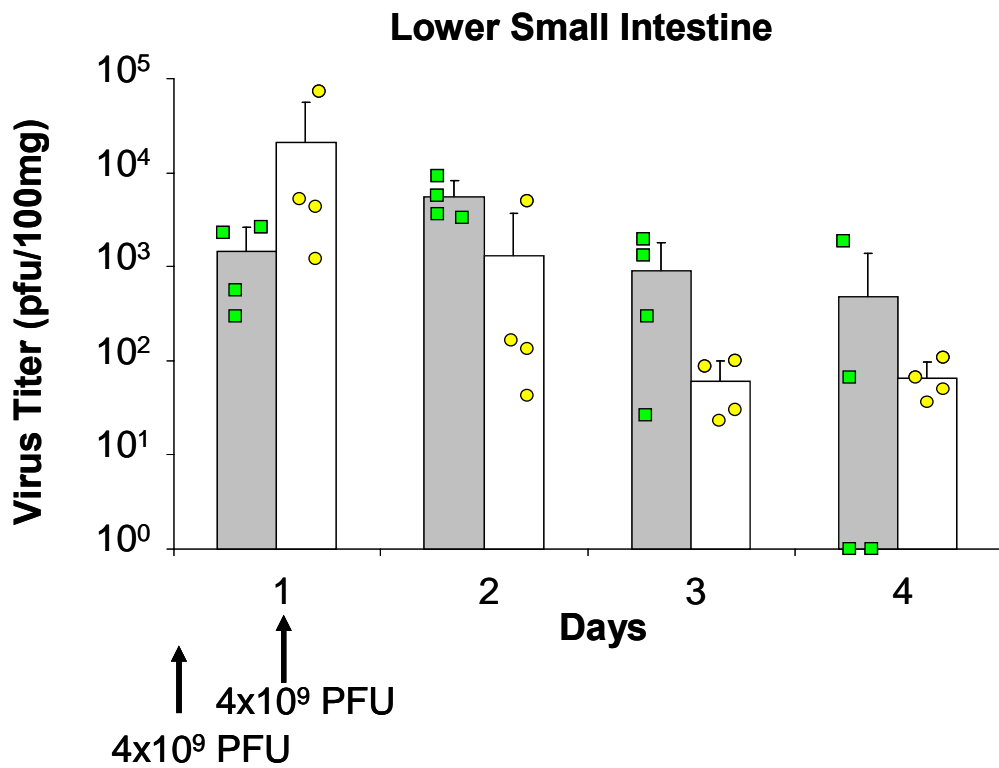 Lower Small Intestine
Virus Titer (pfu/100mg)
10⁵
10⁴
10³
10²
10¹
10⁰
1 2 3 4
Days
4x10⁹ PFU
4x10⁹ PFU